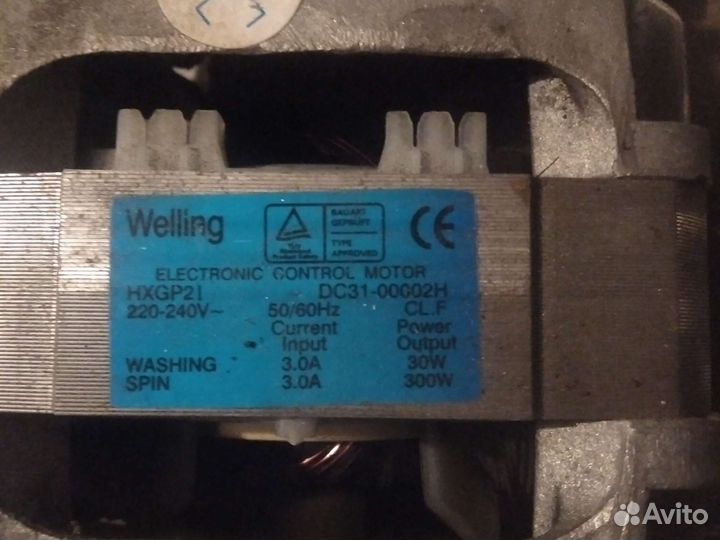 Welling
BAUART
GEPRÜFT
TYPE
APPROVED
TÜV
CE
ELECTRONIC CONTROL MOTOR
HXGP2I DC31-00002H
220-240V~ 50/60Hz CL.F
Current Power
Input Output
WASHING 3.0A 30W
SPIN 3.0A 300W
Avito